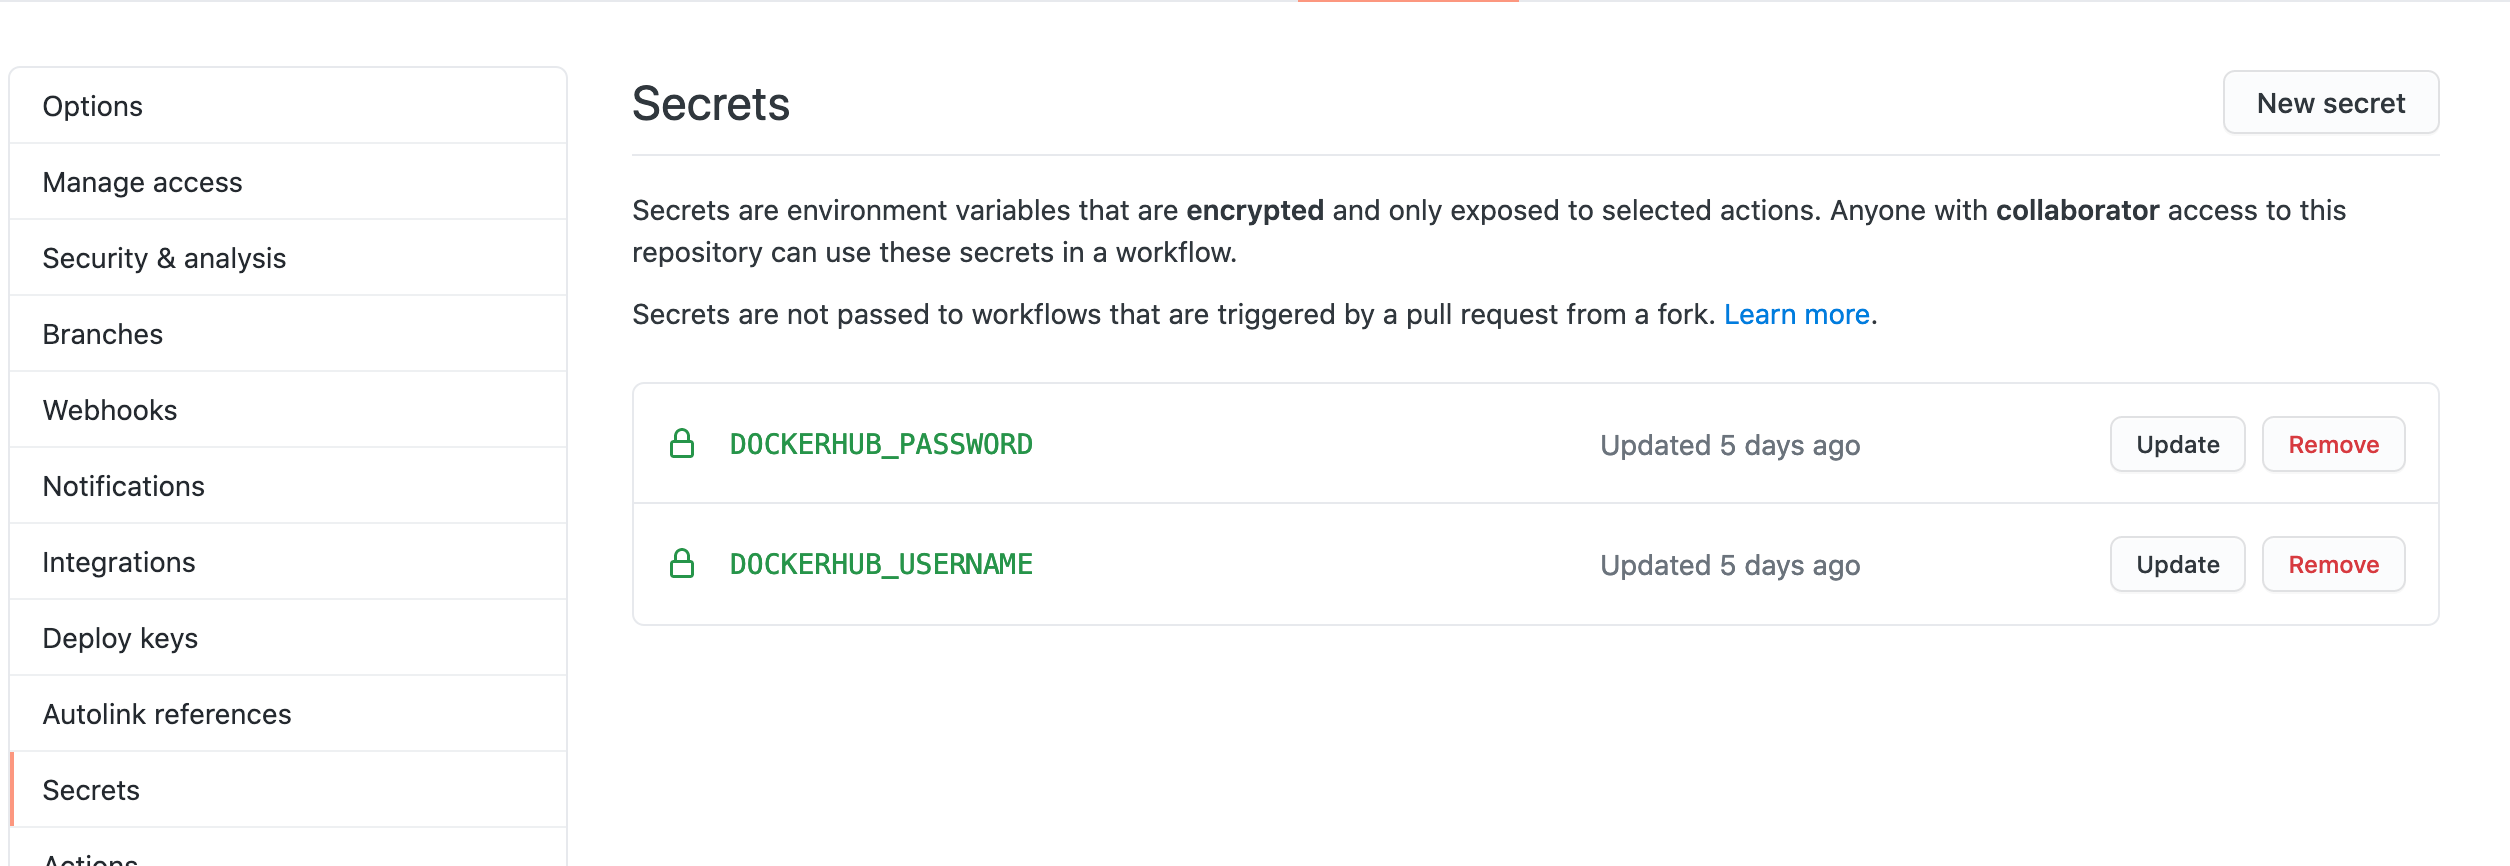 Options
Manage access
Security & analysis
Branches
Webhooks
Notifications
Integrations
Deploy keys
Autolink references
Secrets
Actions
Secrets
New secret
Secrets are environment variables that are encrypted and only exposed to selected actions. Anyone with collaborator access to this
repository can use these secrets in a workflow.
Secrets are not passed to workflows that are triggered by a pull request from a fork. Learn more.
DOCKERHUB_PASSWORD Updated 5 days ago Update Remove
DOCKERHUB_USERNAME Updated 5 days ago Update Remove